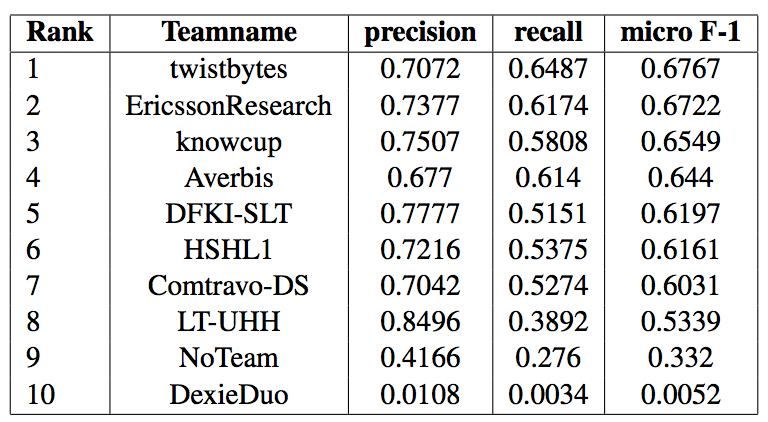 Rank Teamname precision recall micro F-1
1 twistbytes 0.7072 0.6487 0.6767
2 EricssonResearch 0.7377 0.6174 0.6722
3 knowcup 0.7507 0.5808 0.6549
4 Averbis 0.677 0.614 0.644
5 DFKI-SLT 0.7777 0.5151 0.6197
6 HSHL1 0.7216 0.5375 0.6161
7 Comtravo-DS 0.7042 0.5274 0.6031
8 LT-UHH 0.8496 0.3892 0.5339
9 NoTeam 0.4166 0.276 0.332
10 DexieDuo 0.0108 0.0034 0.0052